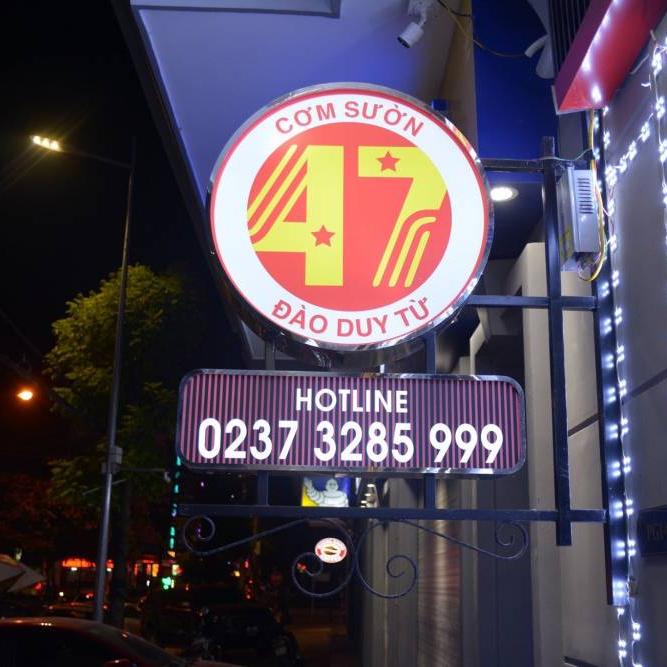 CƠM SƯỜN
47
ĐÀO DUY TỪ
HOTLINE
0237 3285 999